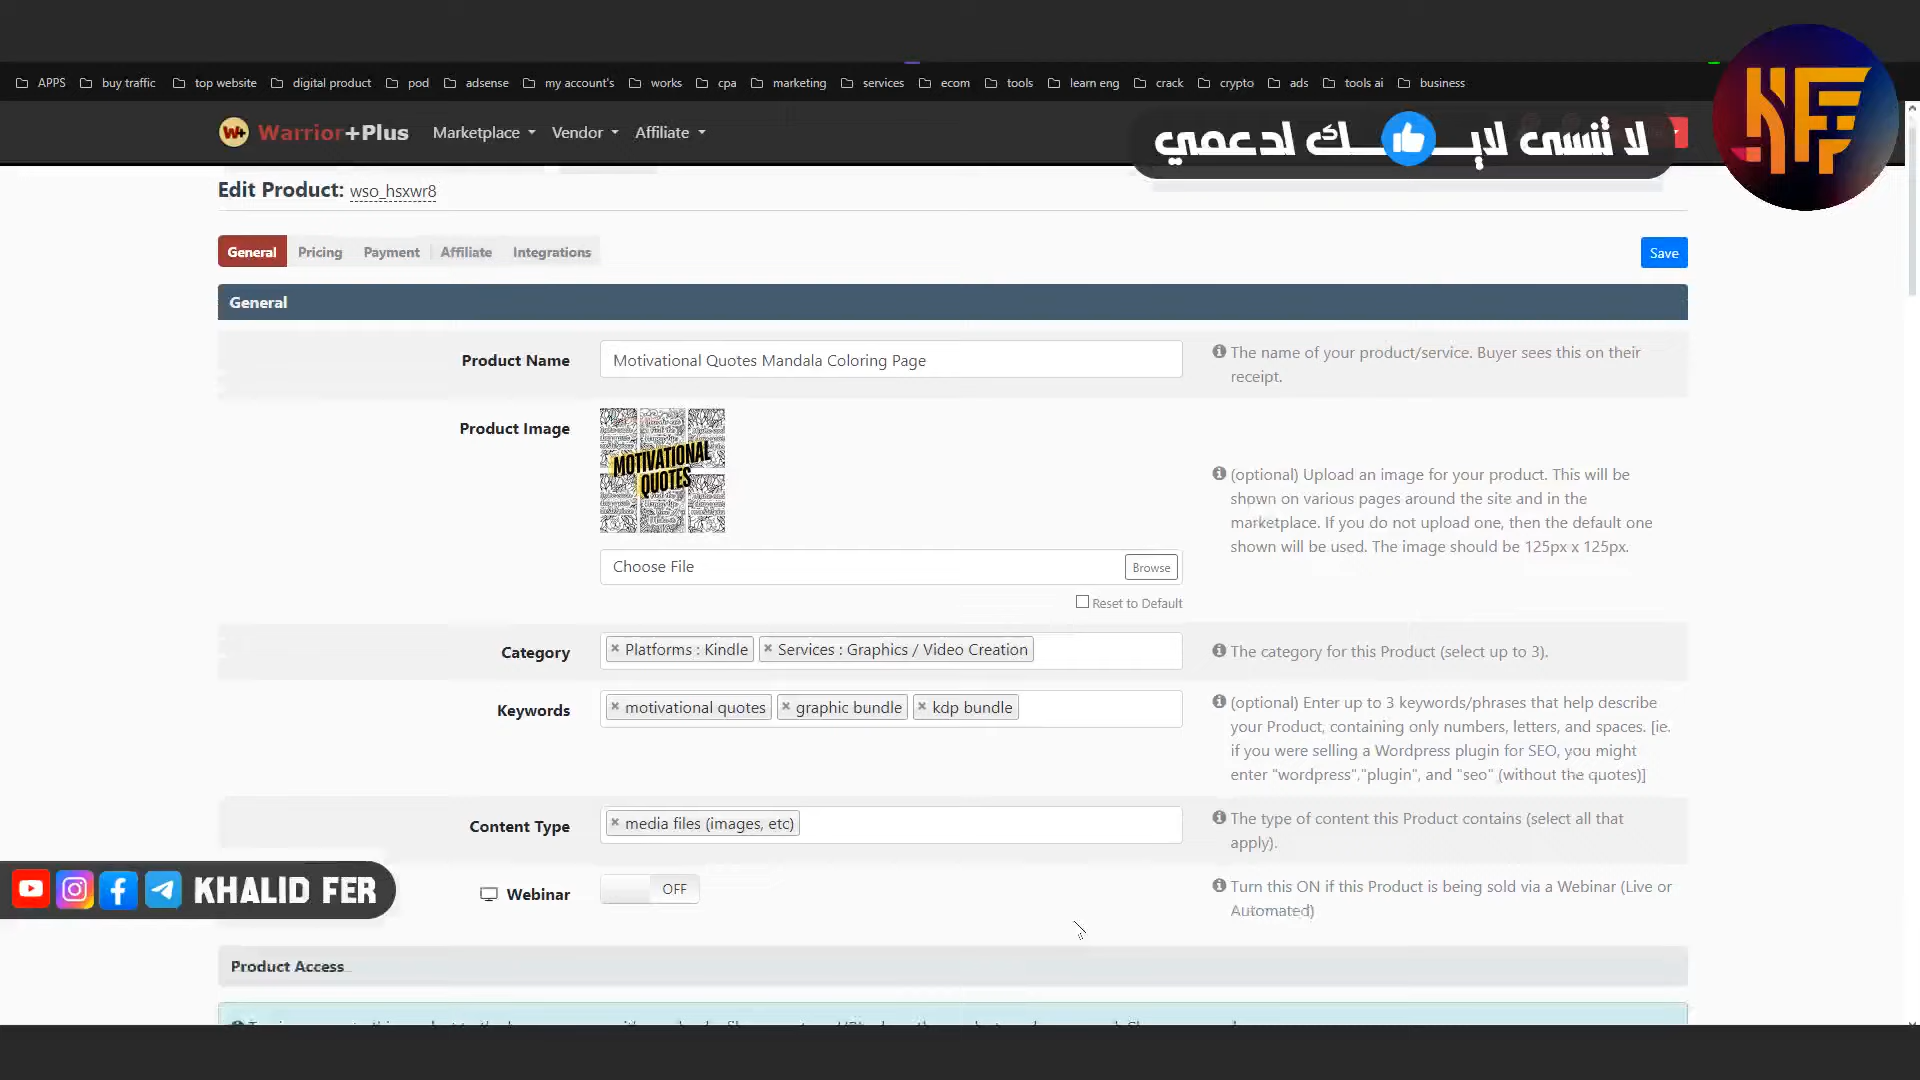 APPS buy traffic top website digital product pod adsense my account's works cpa marketing services ecom tools learn eng crack crypto ads tools ai business
W+ Warrior+Plus Marketplace Vendor Affiliate
لا تنسى لايـــك لدعمي
Edit Product: wso_hsxwr8
General Pricing Payment Affiliate Integrations
Save
General
Product Name
Motivational Quotes Mandala Coloring Page
The name of your product/service. Buyer sees this on their
receipt.
Product Image
MOTIVATIONAL
QUOTES
(optional) Upload an image for your product. This will be
shown on various pages around the site and in the
marketplace. If you do not upload one, then the default one
shown will be used. The image should be 125px x 125px.
Choose File
Browse
Reset to Default
Category
× Platforms : Kindle × Services : Graphics / Video Creation
The category for this Product (select up to 3).
Keywords
× motivational quotes × graphic bundle × kdp bundle
(optional) Enter up to 3 keywords/phrases that help describe
your Product, containing only numbers, letters, and spaces. [ie.
if you were selling a Wordpress plugin for SEO, you might
enter "wordpress","plugin", and "seo" (without the quotes)]
Content Type
× media files (images, etc)
The type of content this Product contains (select all that
apply).
Webinar
OFF
Turn this ON if this Product is being sold via a Webinar (Live or
Automated)
KHALID FER
Product Access